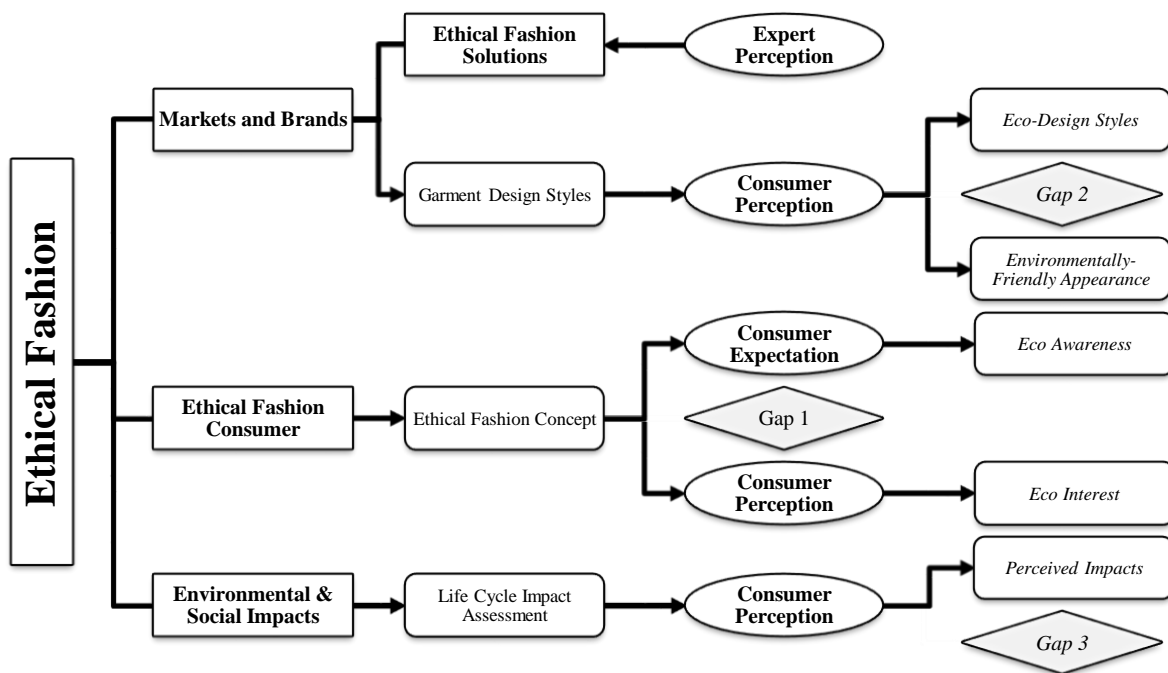 Ethical Fashion
Markets and Brands
Ethical Fashion
Solutions
Expert
Perception
Garment Design Styles
Consumer
Perception
Eco-Design Styles
Gap 2
Environmentally-
Friendly Appearance
Ethical Fashion
Consumer
Ethical Fashion Concept
Consumer
Expectation
Eco Awareness
Gap 1
Consumer
Perception
Eco Interest
Environmental &
Social Impacts
Life Cycle Impact
Assessment
Consumer
Perception
Perceived Impacts
Gap 3